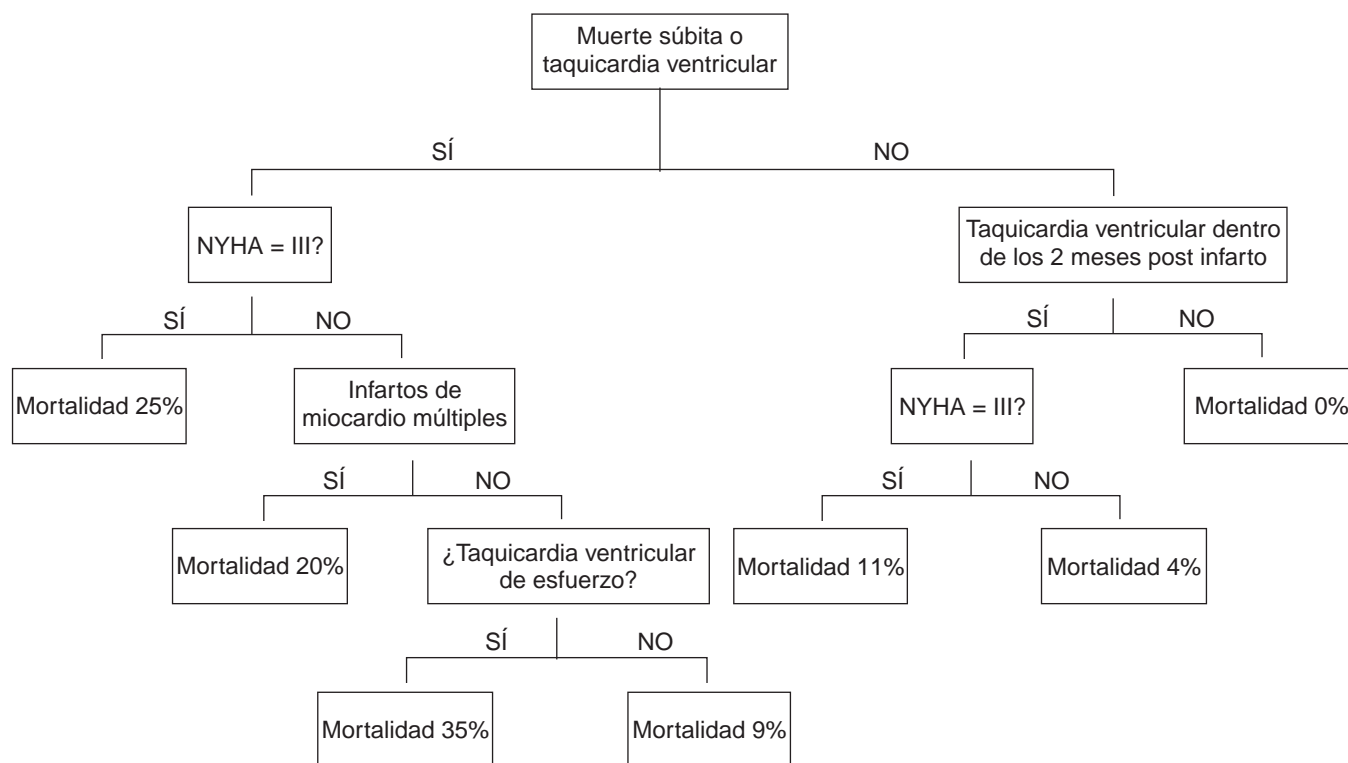 Muerte súbita o
taquicardia ventricular
SÍ
NO
NYHA = III?
Taquicardia ventricular dentro
de los 2 meses post infarto
SÍ
NO
SÍ
NO
Mortalidad 25%
Infartos de
miocardio múltiples
NYHA = III?
Mortalidad 0%
SÍ
NO
SÍ
NO
Mortalidad 20%
¿Taquicardia ventricular
de esfuerzo?
Mortalidad 11%
Mortalidad 4%
SÍ
NO
Mortalidad 35%
Mortalidad 9%